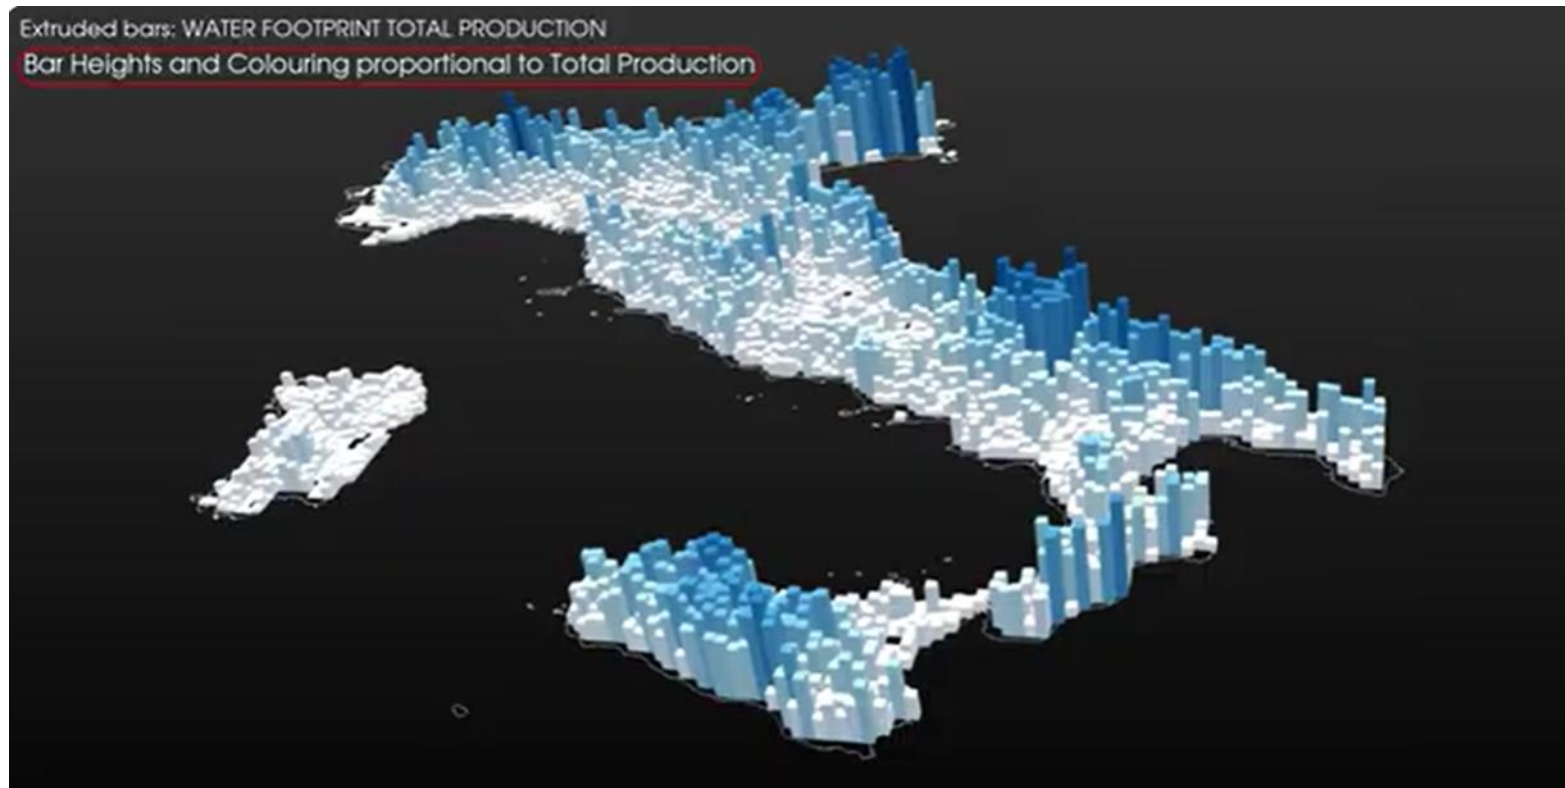 Extruded bars: WATER FOOTPRINT TOTAL PRODUCTION
Bar Heights and Colouring proportional to Total Production